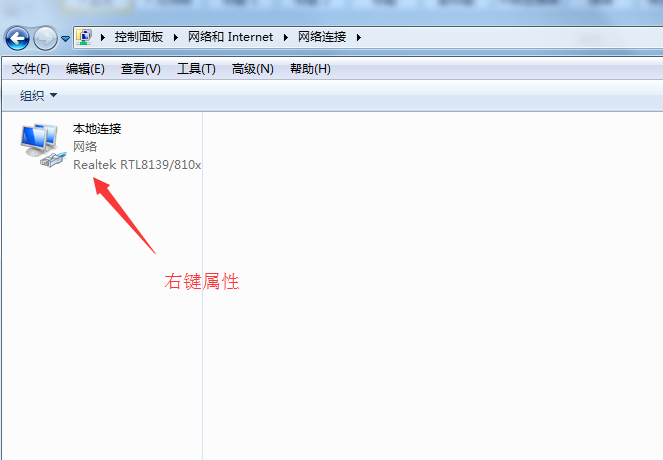 控制面板 网络和 Internet 网络连接
文件(F) 编辑(E) 查看(V) 工具(T) 高级(N) 帮助(H)
组织
本地连接
网络
Realtek RTL8139/810x
右键属性